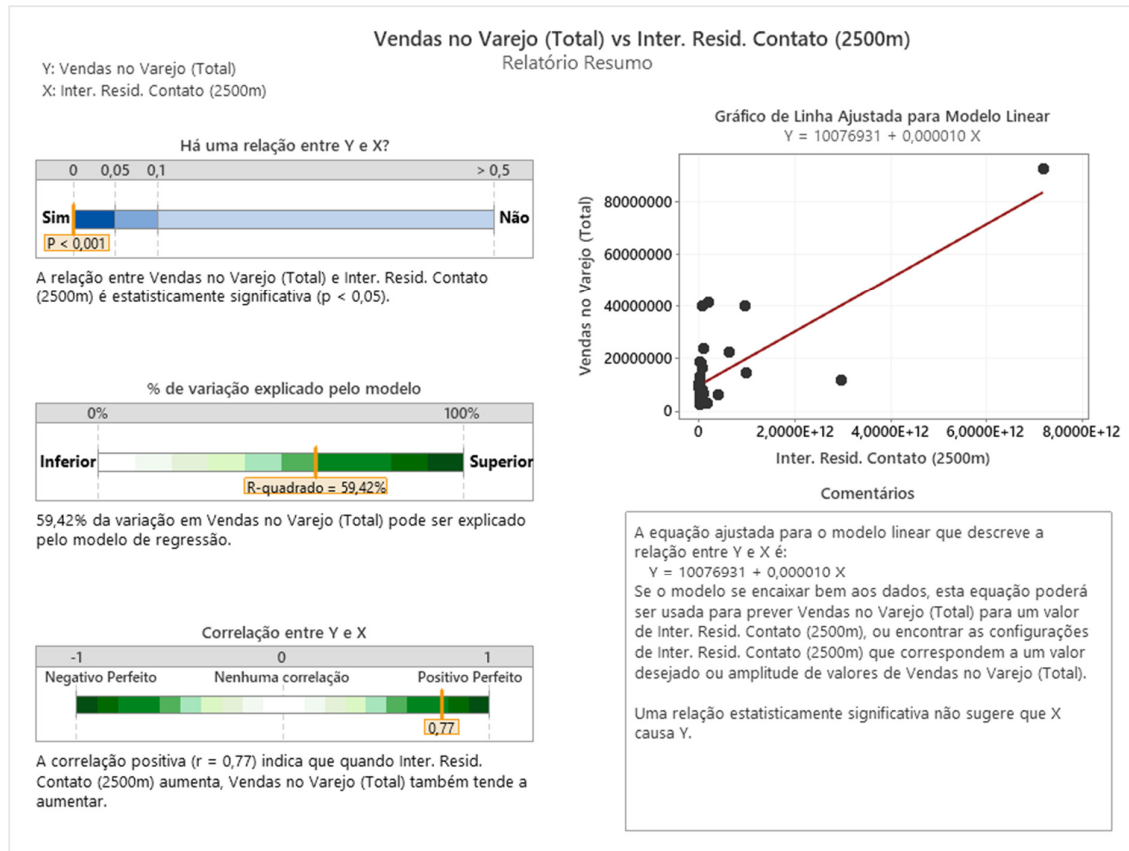 Vendas no Varejo (Total) vs Inter. Resid. Contato (2500m)
Relatório Resumo
Y: Vendas no Varejo (Total)
X: Inter. Resid. Contato (2500m)
Há uma relação entre Y e X?
0 0,05 0,1 > 0,5
Sim Não
P < 0,001
A relação entre Vendas no Varejo (Total) e Inter. Resid. Contato
(2500m) é estatisticamente significativa (p < 0,05).
% de variação explicado pelo modelo
0% 100%
Inferior Superior
R-quadrado = 59,42%
59,42% da variação em Vendas no Varejo (Total) pode ser explicado
pelo modelo de regressão.
Correlação entre Y e X
-1 0 1
Negativo Perfeito Nenhuma correlação Positivo Perfeito
0,77
A correlação positiva (r = 0,77) indica que quando Inter. Resid.
Contato (2500m) aumenta, Vendas no Varejo (Total) também tende a
aumentar.
Gráfico de Linha Ajustada para Modelo Linear
Y = 10076931 + 0,000010 X
Vendas no Varejo (Total)
80000000
60000000
40000000
20000000
0
0 2,0000E+12 4,0000E+12 6,0000E+12 8,0000E+12
Inter. Resid. Contato (2500m)
Comentários
A equação ajustada para o modelo linear que descreve a
relação entre Y e X é:
Y = 10076931 + 0,000010 X
Se o modelo se encaixar bem aos dados, esta equação poderá
ser usada para prever Vendas no Varejo (Total) para um valor
de Inter. Resid. Contato (2500m), ou encontrar as configurações
de Inter. Resid. Contato (2500m) que correspondem a um valor
desejado ou amplitude de valores de Vendas no Varejo (Total).
Uma relação estatisticamente significativa não sugere que X
causa Y.